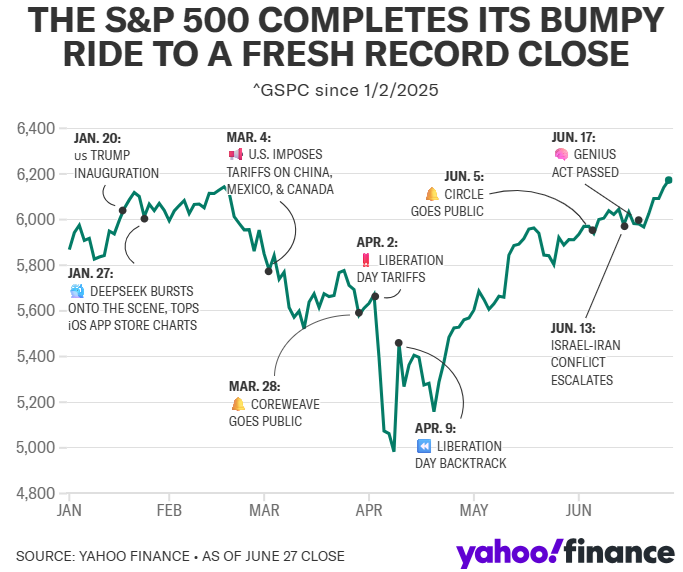 THE S&P 500 COMPLETES ITS BUMPY
RIDE TO A FRESH RECORD CLOSE
^GSPC since 1/2/2025
6,400
6,200
6,000
5,800
5,600
5,400
5,200
5,000
4,800
JAN
FEB
MAR
APR
MAY
JUN
JAN. 20:
us TRUMP
INAUGURATION
JAN. 27:
DEEPSEEK BURSTS
ONTO THE SCENE, TOPS
iOS APP STORE CHARTS
MAR. 4:
U.S. IMPOSES
TARIFFS ON CHINA,
MEXICO, & CANADA
MAR. 28:
COREWEAVE
GOES PUBLIC
APR. 2:
LIBERATION
DAY TARIFFS
APR. 9:
LIBERATION
DAY BACKTRACK
JUN. 5:
CIRCLE
GOES PUBLIC
JUN. 13:
ISRAEL-IRAN
CONFLICT
ESCALATES
JUN. 17:
GENIUS
ACT PASSED
SOURCE: YAHOO FINANCE • AS OF JUNE 27 CLOSE
yahoo!finance